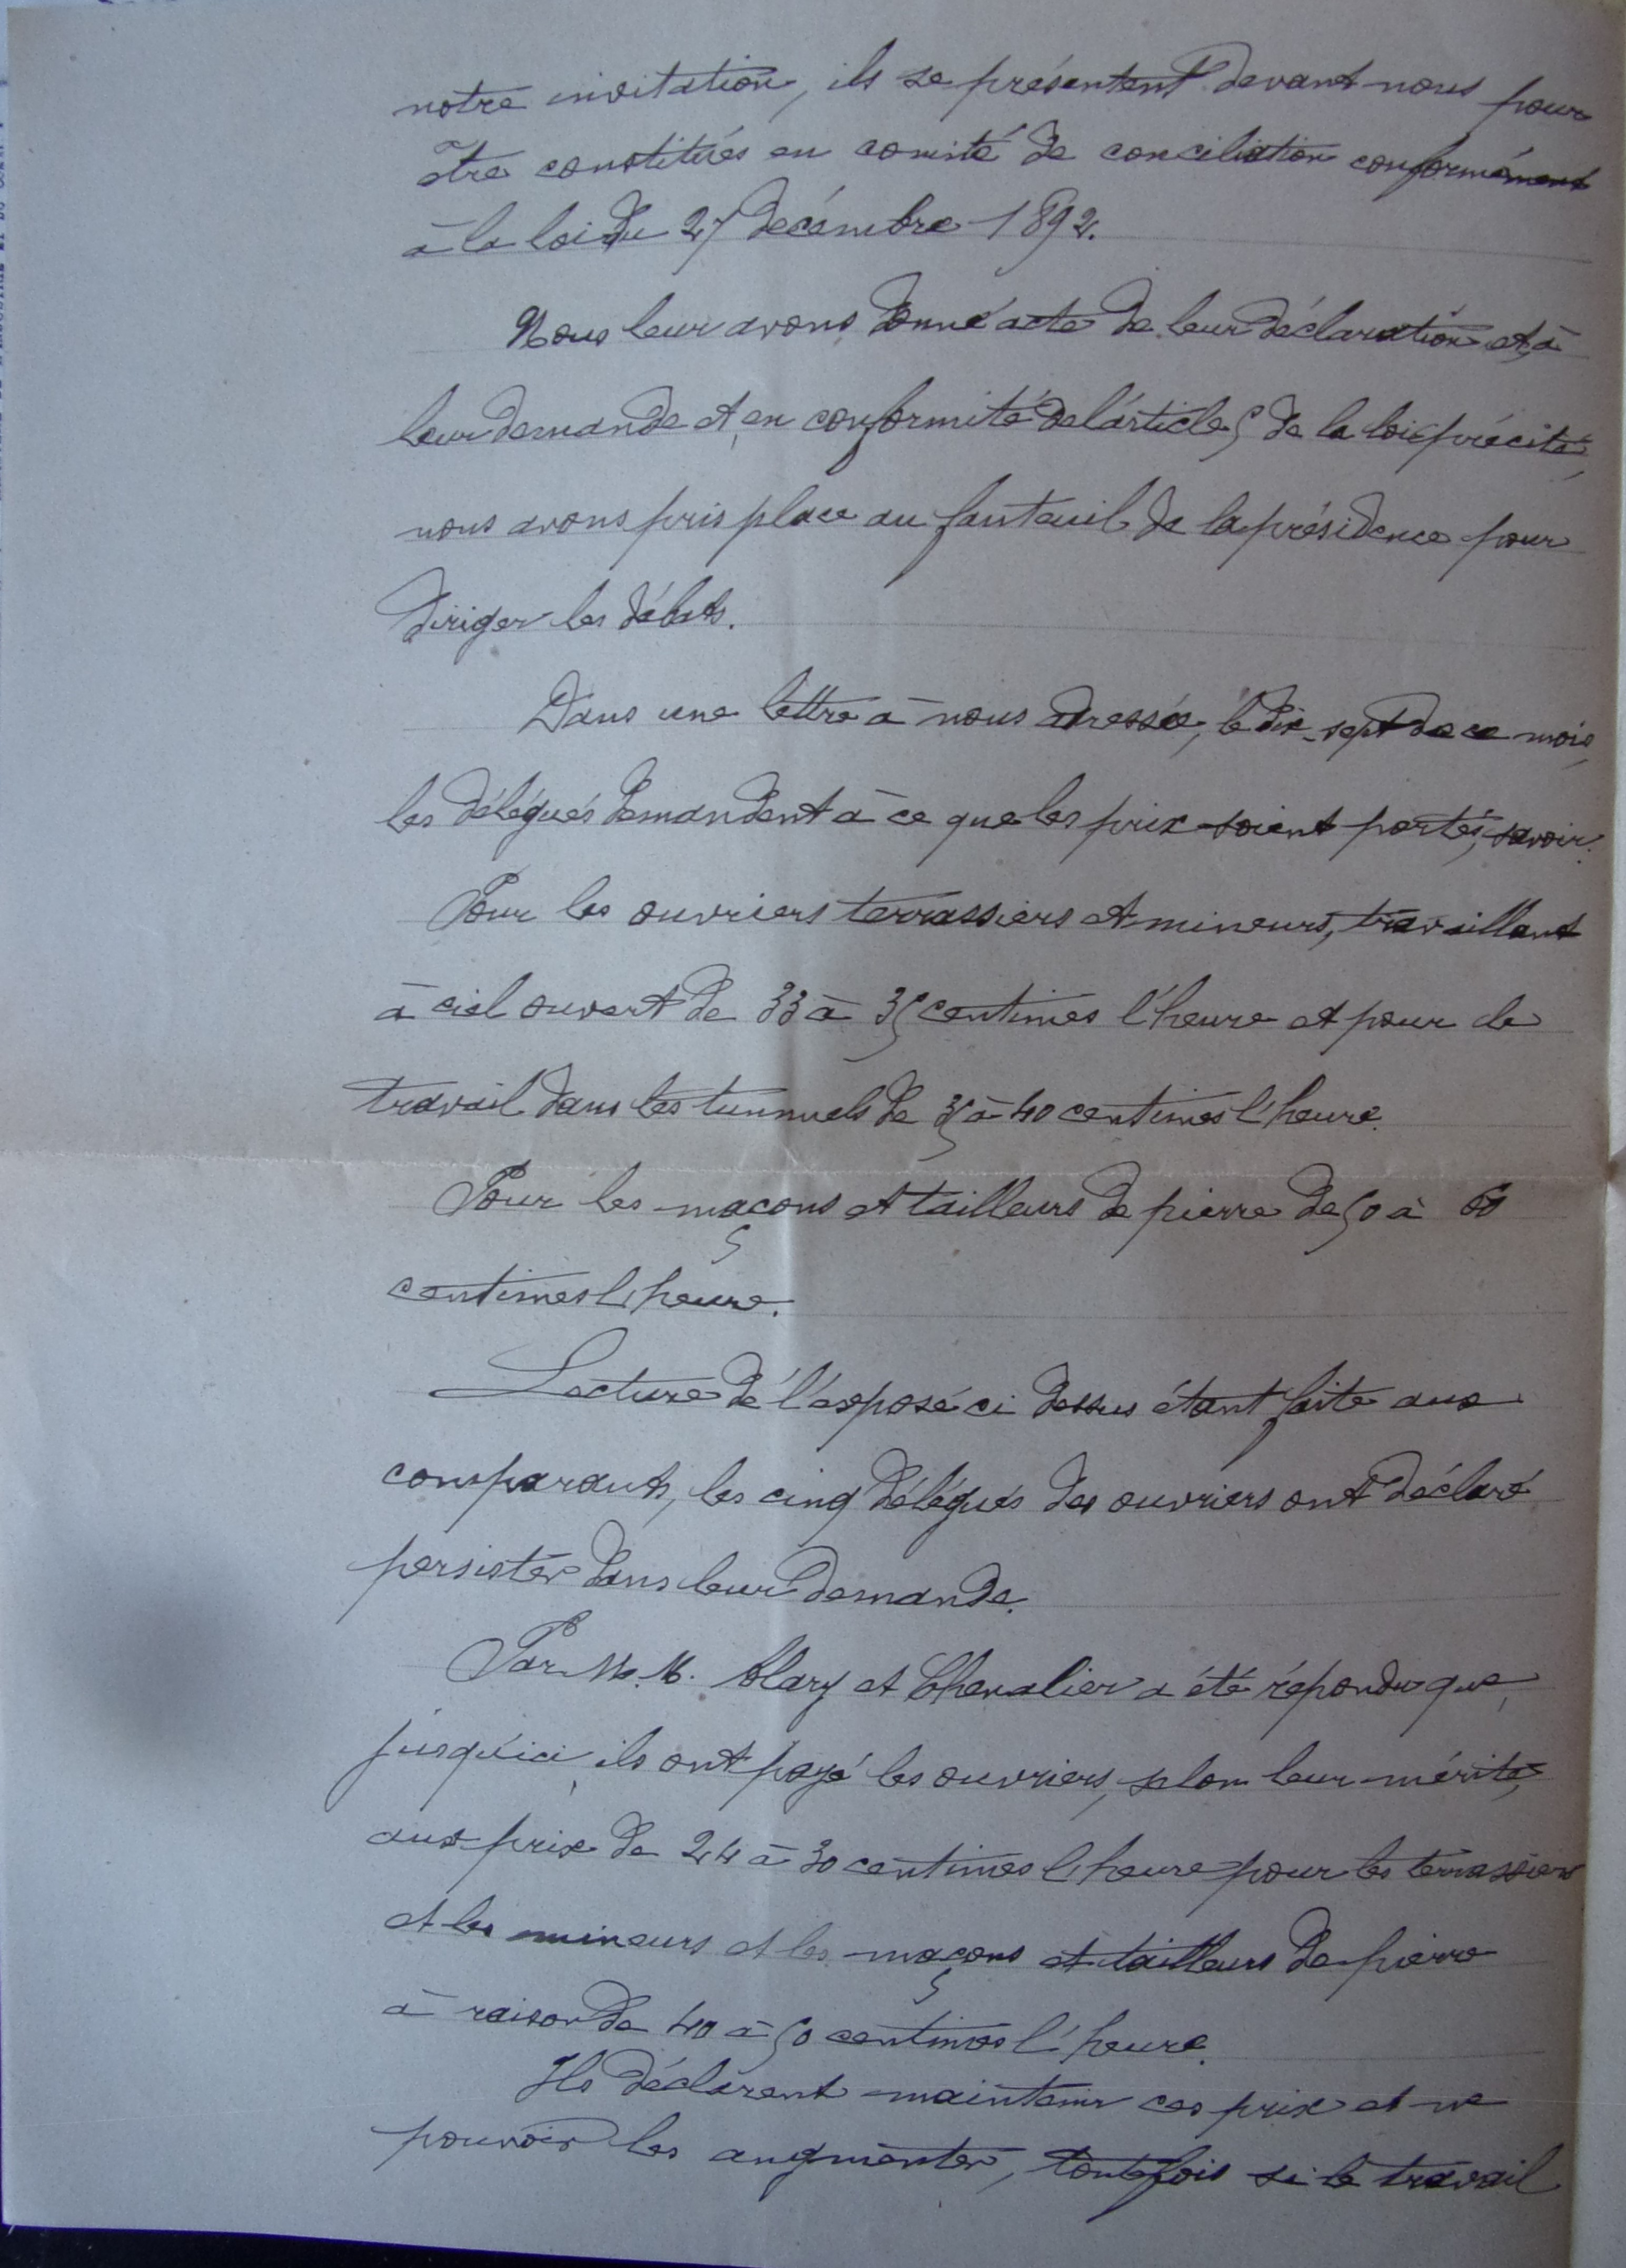 notre invitation, ils se présentent devant nous pour
être constitués en comité de conciliation conformément
à la loi du 27 décembre 1892.
Nous leur avons donné acte de leur déclaration et, à
leur demande et en conformité de l'article 5 de la loi précitée,
nous avons pris place au fauteuil de la présidence pour
diriger les débats.
Dans une lettre à nous adressée, le dix-sept de ce mois,
les délégués demandent à ce que les prix soient portés, savoir:
Pour les ouvriers terrassiers et mineurs, travaillant
à ciel ouvert de 33 à 35 centimes l'heure et pour le
travail dans les tunnels de 35 à 40 centimes l'heure.
Pour les maçons et tailleurs de pierre de 50 à 60
centimes l'heure.
Lecture de l'exposé ci dessus étant faite aux
comparants, les cinq délégués des ouvriers ont déclaré
persister dans leur demande.
Par M. M. et Chevalier a été répondu que,
jusqu'ici, ils ont payé les ouvriers, selon leur mérite,
aux prix de 24 à 30 centimes l'heure pour les terrassiers
et les mineurs et les maçons et tailleurs de pierre
à raison de 40 à 50 centimes l'heure.
Ils déclarent maintenir ces prix et ne
pouvoir les augmenter, toutefois si le travail